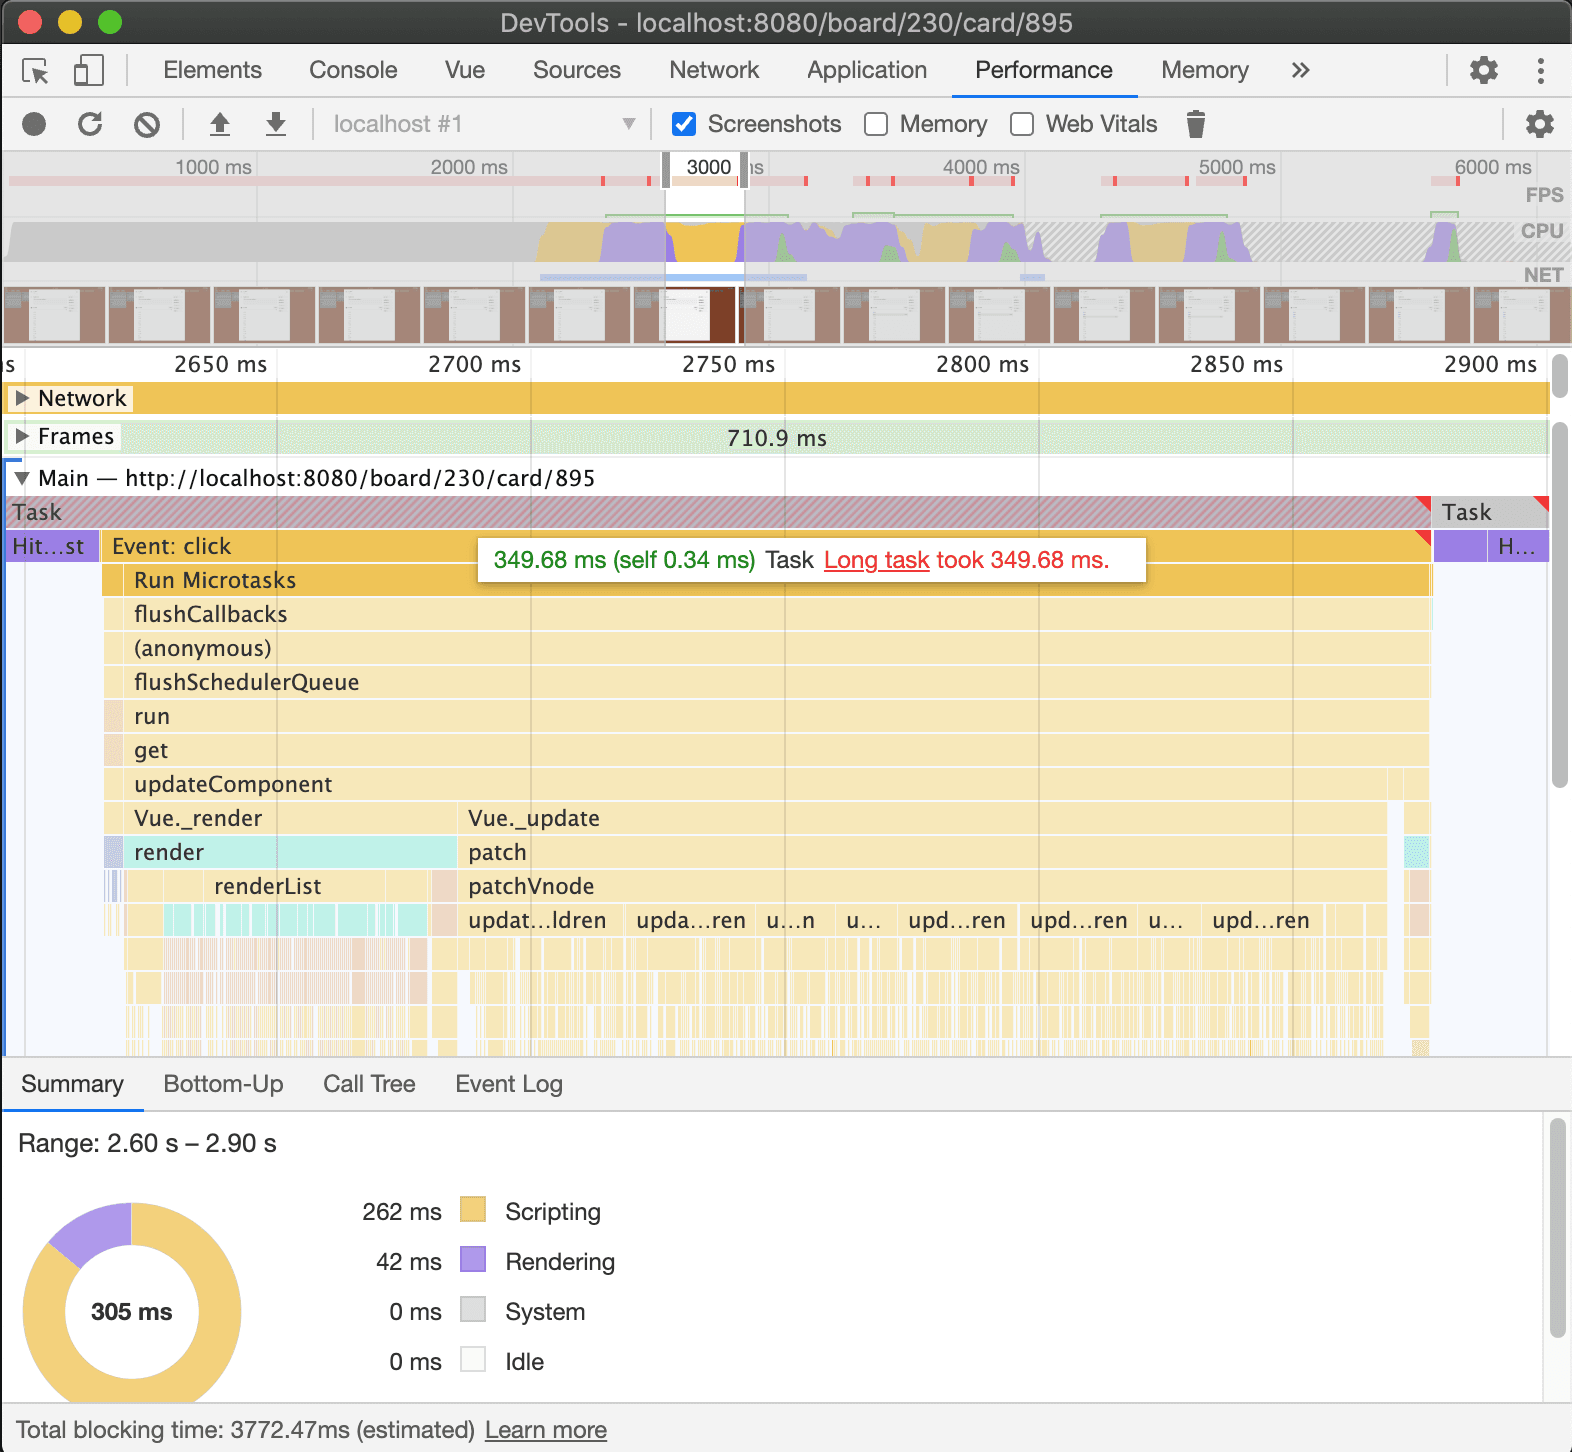 DevTools - localhost:8080/board/230/card/895
Elements Console Vue Sources Network Application Performance Memory »
localhost #1 Screenshots Memory Web Vitals
1000 ms 2000 ms 3000 ms 4000 ms 5000 ms 6000 ms
FPS
CPU
NET
s 2650 ms 2700 ms 2750 ms 2800 ms 2850 ms 2900 ms
Network
Frames 710.9 ms
Main — http://localhost:8080/board/230/card/895
Task Task
Hit...st Event: click H...
349.68 ms (self 0.34 ms) Task Long task took 349.68 ms.
Run Microtasks
flushCallbacks
(anonymous)
flushSchedulerQueue
run
get
updateComponent
Vue._render Vue._update
render patch
renderList patchVnode
updat...ldren upda...ren u...n u... upd...ren upd...ren u... upd...ren
Summary Bottom-Up Call Tree Event Log
Range: 2.60 s – 2.90 s
262 ms Scripting
42 ms Rendering
305 ms
0 ms System
0 ms Idle
Total blocking time: 3772.47ms (estimated) Learn more